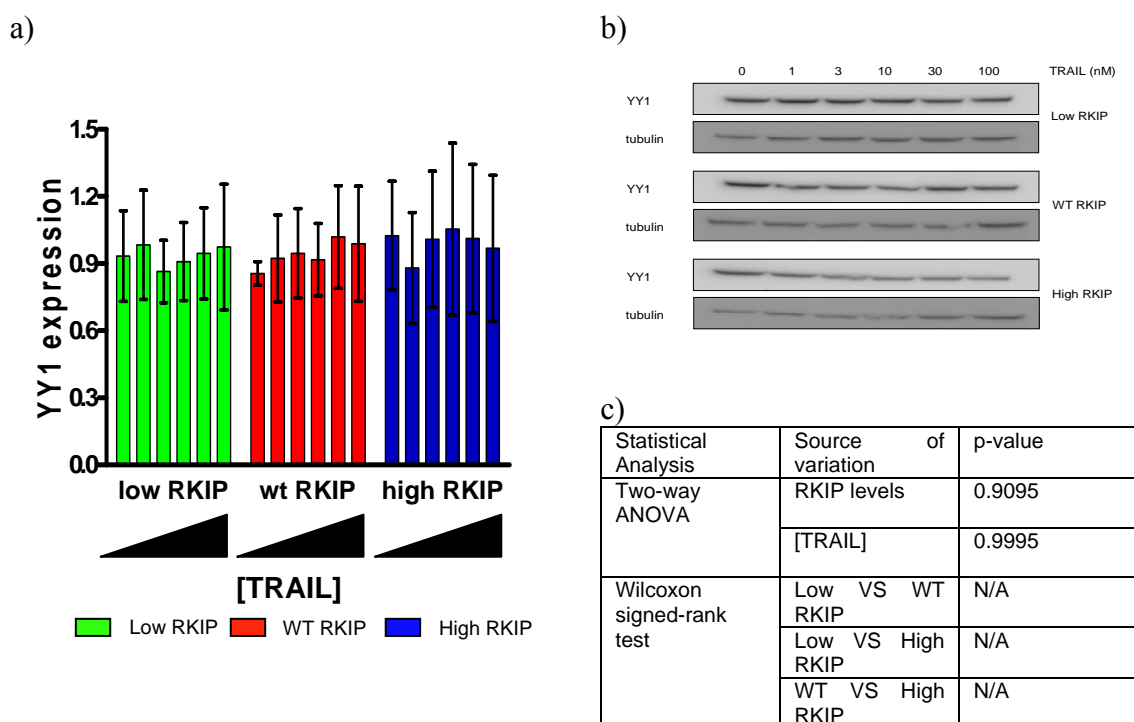 a)
1.5
1.2
0.9
0.6
0.3
0.0
YY1 expression
low RKIP wt RKIP high RKIP
[TRAIL]
Low RKIP WT RKIP High RKIP
b)
0 1 3 10 30 100 TRAIL (nM)
YY1
Low RKIP
tubulin
YY1
WT RKIP
tubulin
YY1
High RKIP
tubulin
c)
Statistical Source of p-value
Analysis variation
Two-way RKIP levels 0.9095
ANOVA
[TRAIL] 0.9995
Wilcoxon Low VS WT N/A
signed-rank RKIP
test Low VS High N/A
RKIP
WT VS High N/A
RKIP